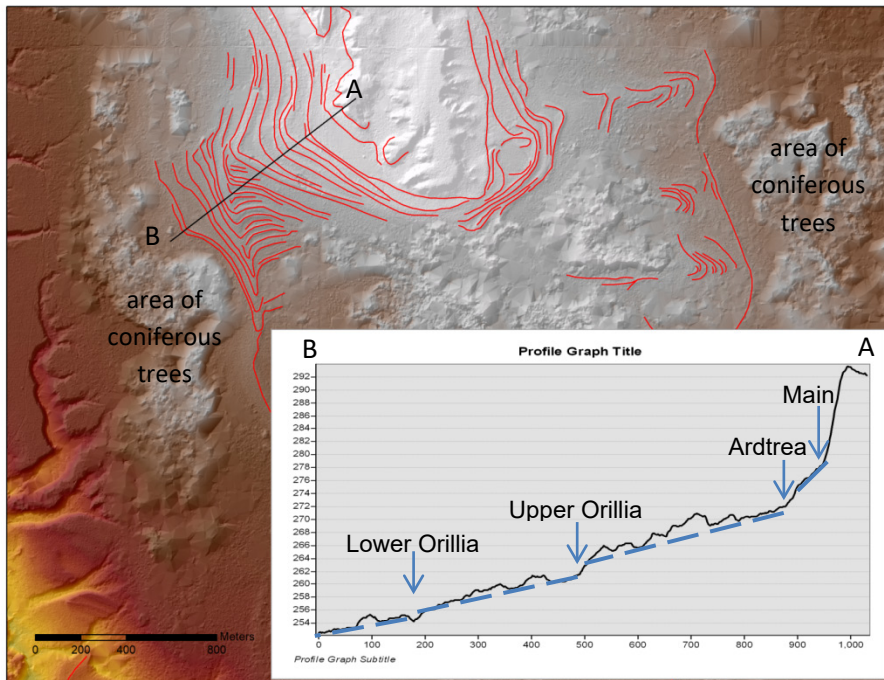 A
B
area of
coniferous
trees
area of
coniferous
trees
Meters
0 200 400 800
B
A
Profile Graph Title
Main
Ardtrea
Upper Orillia
Lower Orillia
292
290
288
286
284
282
280
278
276
274
272
270
268
266
264
262
260
258
256
254
0 100 200 300 400 500 600 700 800 900 1,000
Profile Graph Subtitle